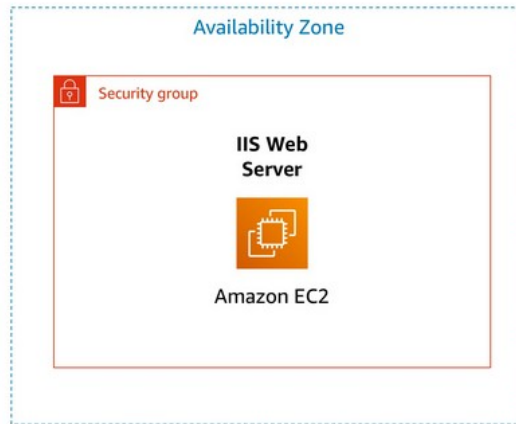 Availability Zone
Security group
IIS Web
Server
Amazon EC2